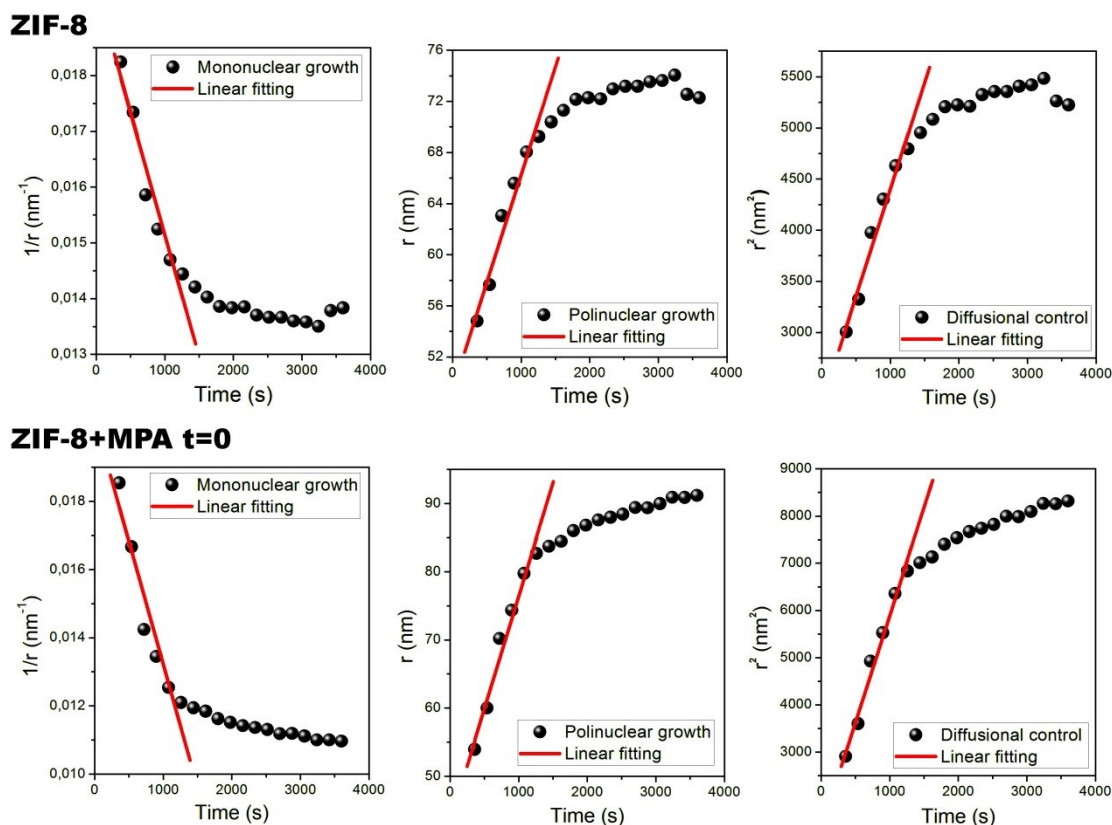 ZIF-8
0,018
0,017
0,016
0,015
0,014
0,013
1/r (nm⁻¹)
Mononuclear growth
Linear fitting
0 1000 2000 3000 4000
Time (s)
76
72
68
64
60
56
52
r (nm)
Polinuclear growth
Linear fitting
0 1000 2000 3000 4000
Time (s)
5500
5000
4500
4000
3500
3000
r² (nm²)
Diffusional control
Linear fitting
0 1000 2000 3000 4000
Time (s)
ZIF-8+MPA t=0
0,018
0,016
0,014
0,012
0,010
1/r (nm⁻¹)
Mononuclear growth
Linear fitting
0 1000 2000 3000 4000
Time (s)
90
80
70
60
50
r (nm)
Polinuclear growth
Linear fitting
0 1000 2000 3000 4000
Time (s)
9000
8000
7000
6000
5000
4000
3000
r² (nm²)
Diffusional control
Linear fitting
0 1000 2000 3000 4000
Time (s)